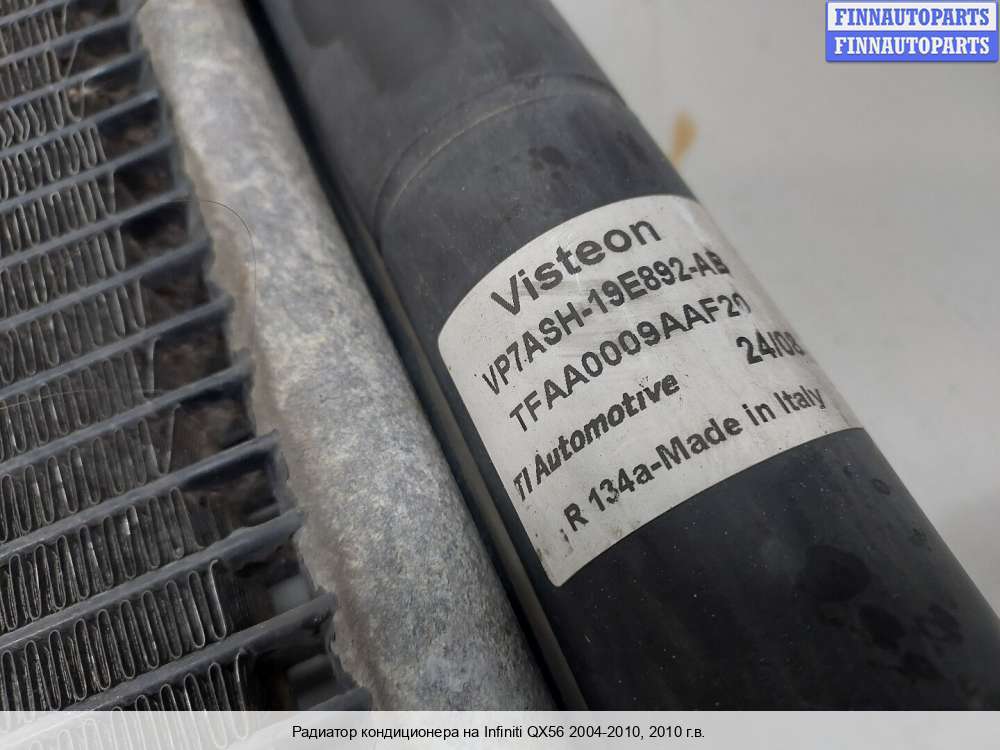 FINNAUTOPARTS
FINNAUTOPARTS
Visteon
VP7ASH-19E892-AB
TFAA0009AAF20
TI Automotive 24/08
R 134a-Made in Italy
Радиатор кондиционера на Infiniti QX56 2004-2010, 2010 г.в.